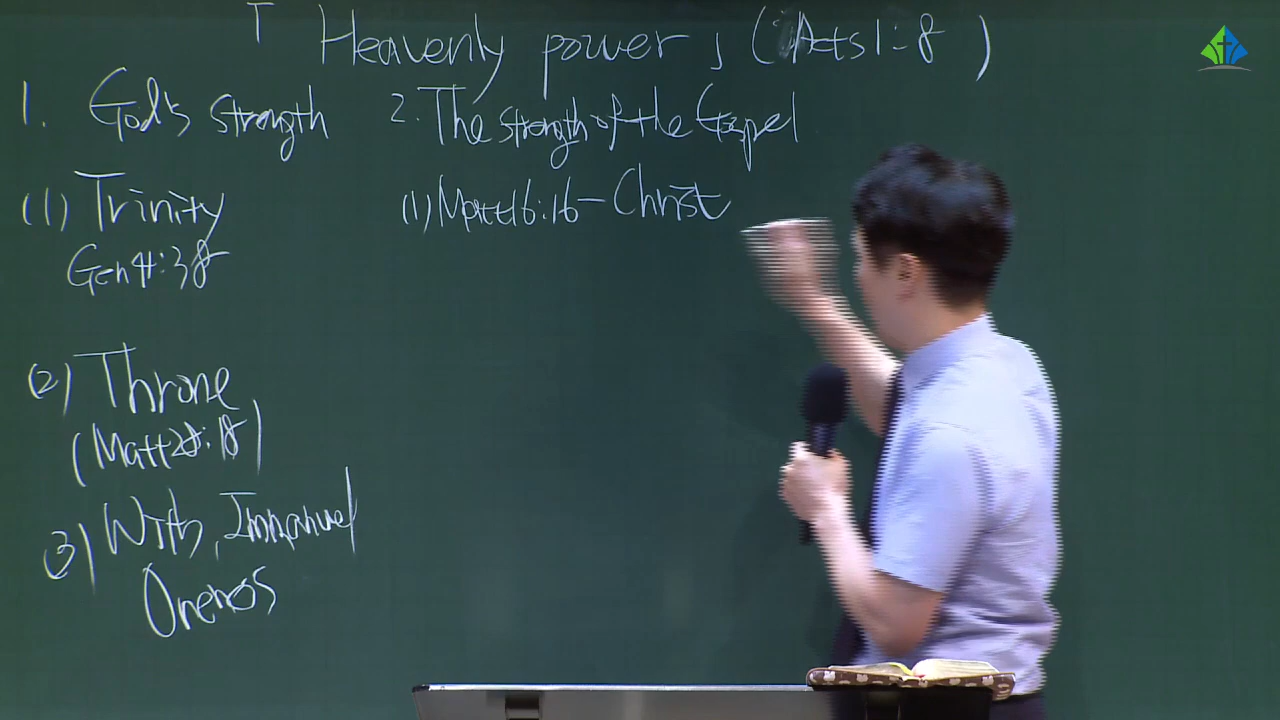 「 Heavenly power 」 (Acts 1:8)
1. God's strength
(1) Trinity
Gen 41:38
(2) Throne
(Matt 28:18)
3) With, Immanuel
Oneness
2. The strength of the Gospel
(1) Matt 16:16 - Christ